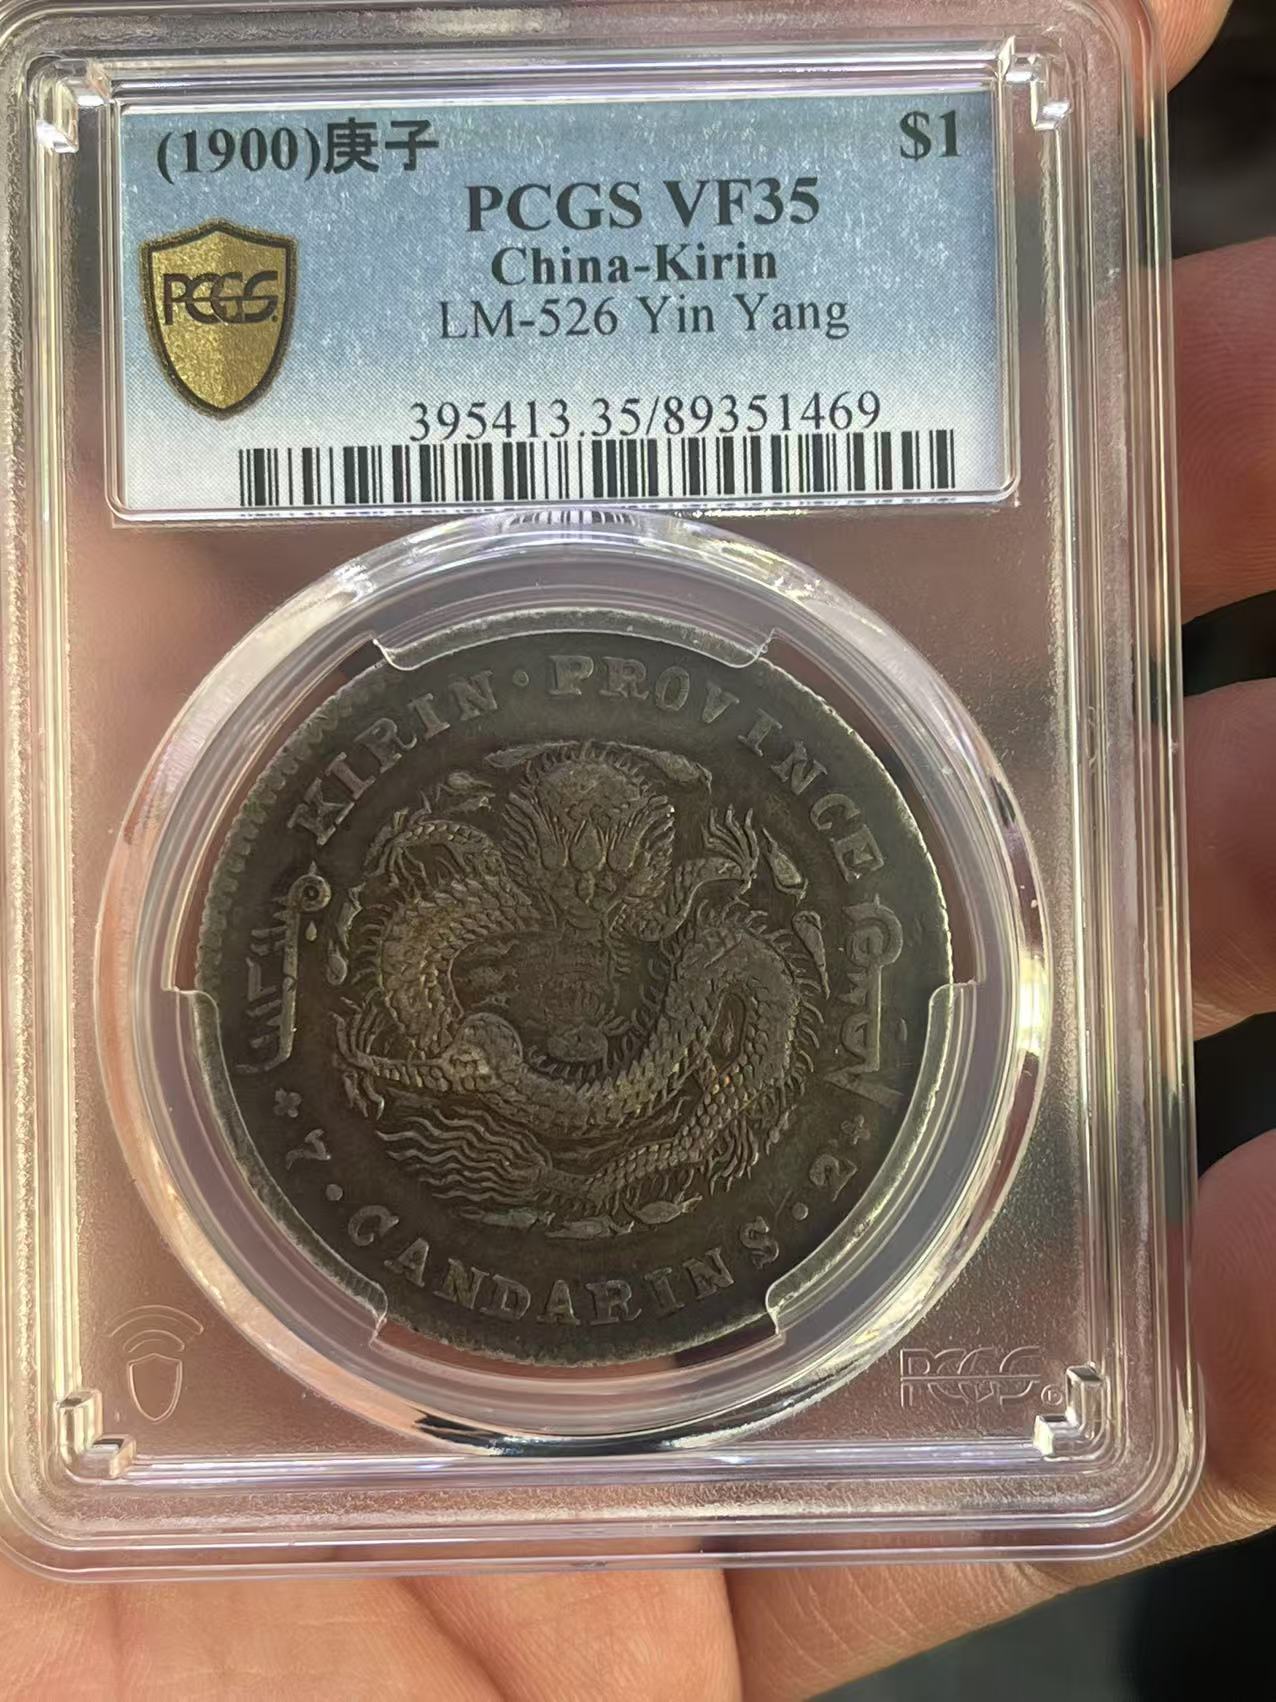 (1900)庚子
$1
PCGS VF35
China-Kirin
LM-526 Yin Yang
PCGS
395413.35/89351469
KIRIN · PROVINCE
Y · CANDARINS · 2
PCGS